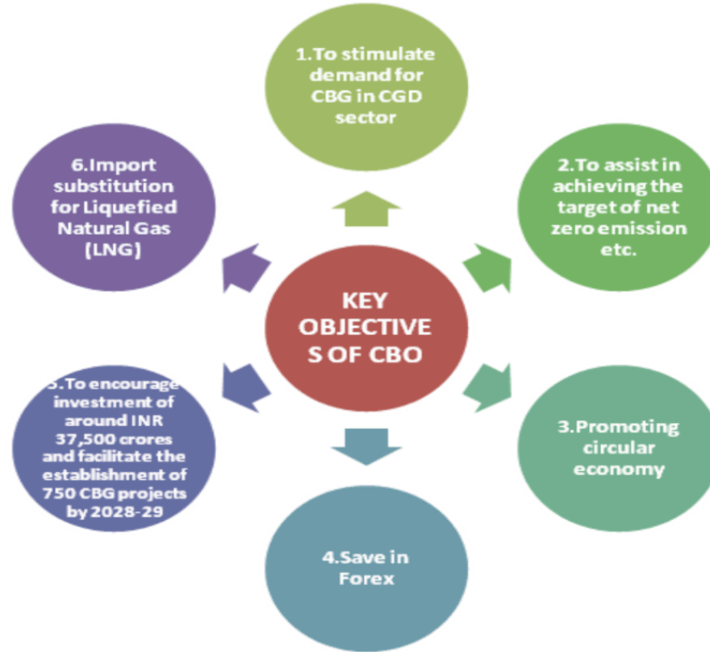 1.To stimulate
demand for
CBG in CGD
sector
2.To assist in
achieving the
target of net
zero emission
etc.
3.Promoting
circular
economy
4.Save in
Forex
5.To encourage
investment of
around INR
37,500 crores
and facilitate the
establishment of
750 CBG projects
by 2028-29
6.Import
substitution
for Liquefied
Natural Gas
(LNG)
KEY
OBJECTIVE
S OF CBO